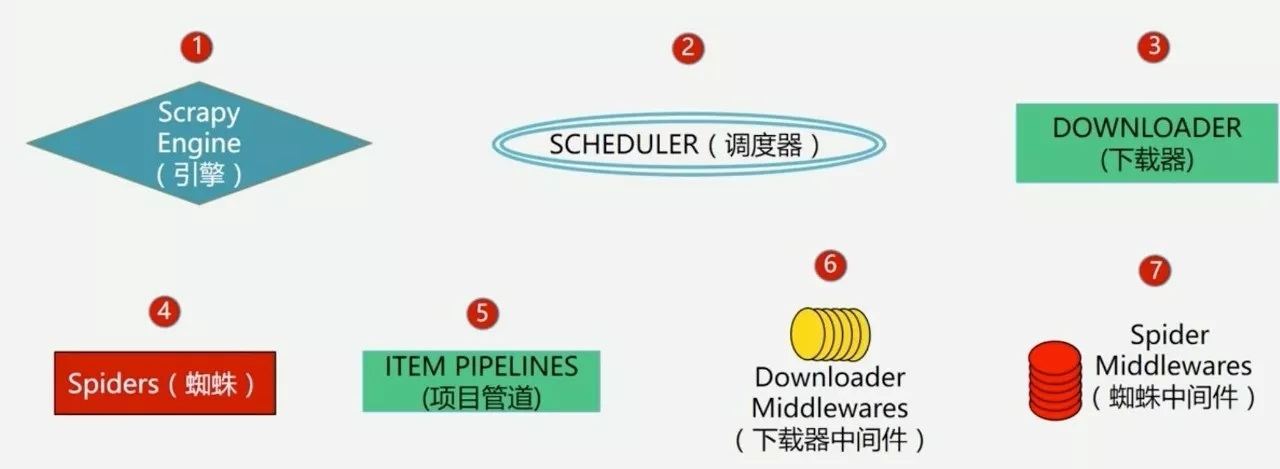 1
Scrapy
Engine
（引擎）
2
SCHEDULER（调度器）
3
DOWNLOADER
(下载器)
4
Spiders（蜘蛛）
5
ITEM PIPELINES
(项目管道)
6
Downloader
Middlewares
（下载器中间件）
7
Spider
Middlewares
（蜘蛛中间件）